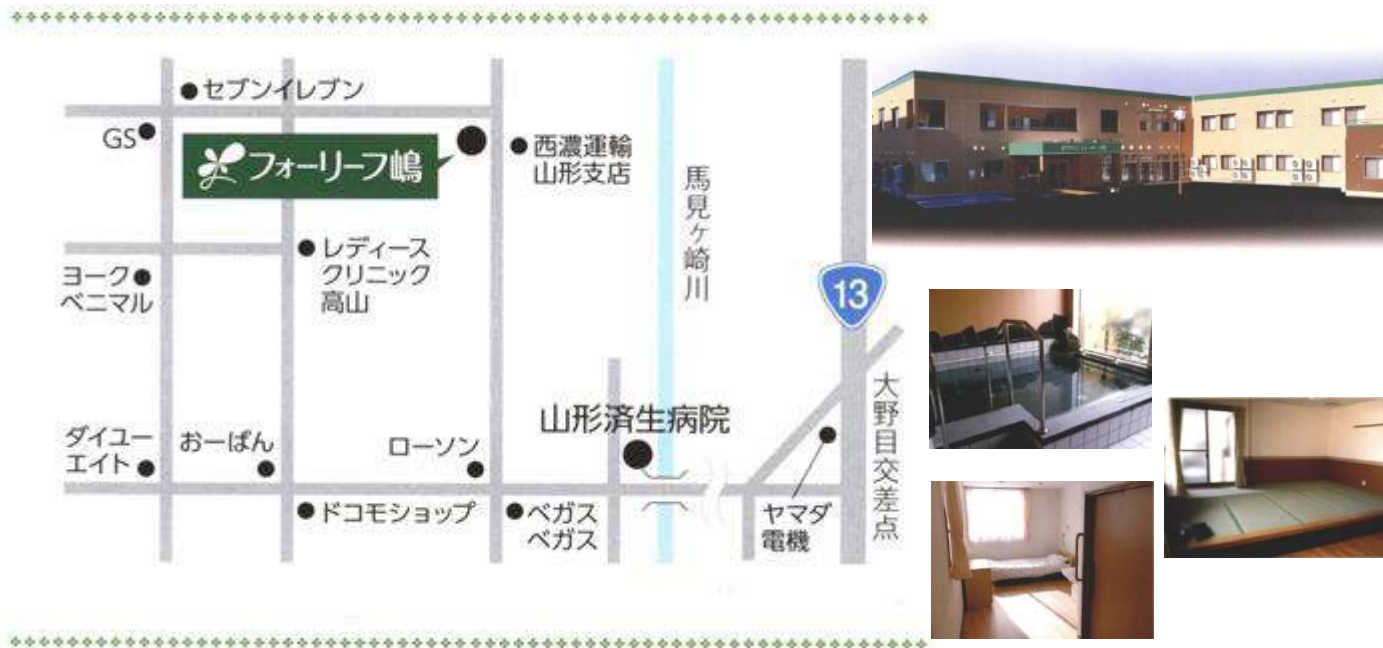 セブンイレブン
GS
フォーリーフ嶋
西濃運輸
山形支店
馬見ヶ崎川
レディース
クリニック
高山
ヨーク
ベニマル
13
大野目交差点
山形済生病院
ダイユー
エイト
おーばん
ローソン
ドコモショップ
ベガス
ベガス
ヤマダ
電機